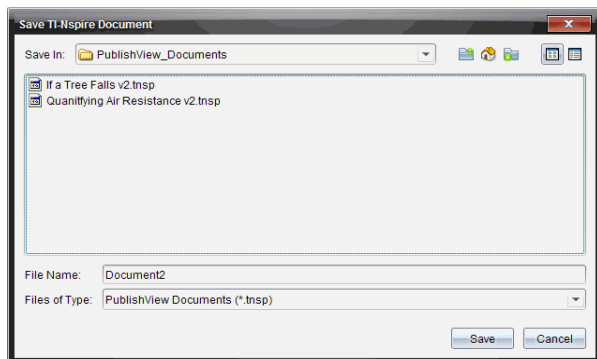 Save TI-Nspire Document
Save In: PublishView_Documents
If a Tree Falls v2.tnsp
Quanitfying Air Resistance v2.tnsp
File Name: Document2
Files of Type: PublishView Documents (*.tnsp)
Save Cancel